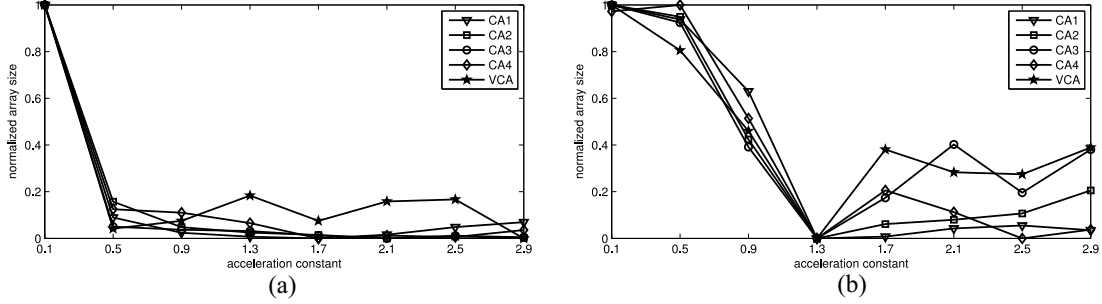 1
0.8
0.6
0.4
0.2
0
normalized array size
0.1 0.5 0.9 1.3 1.7 2.1 2.5 2.9
acceleration constant
CA1
CA2
CA3
CA4
VCA
(a)
1
0.8
0.6
0.4
0.2
0
normalized array size
0.1 0.5 0.9 1.3 1.7 2.1 2.5 2.9
acceleration constant
CA1
CA2
CA3
CA4
VCA
(b)